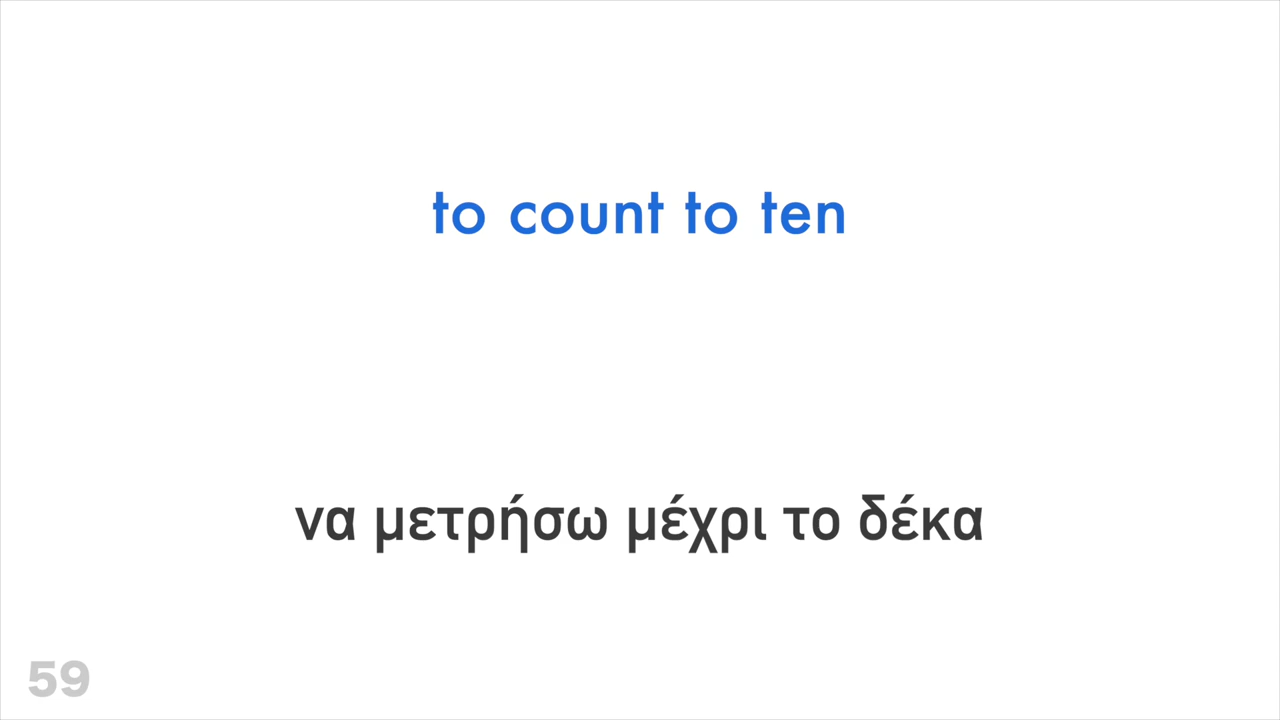 to count to ten
να μετρήσω μέχρι το δέκα
59